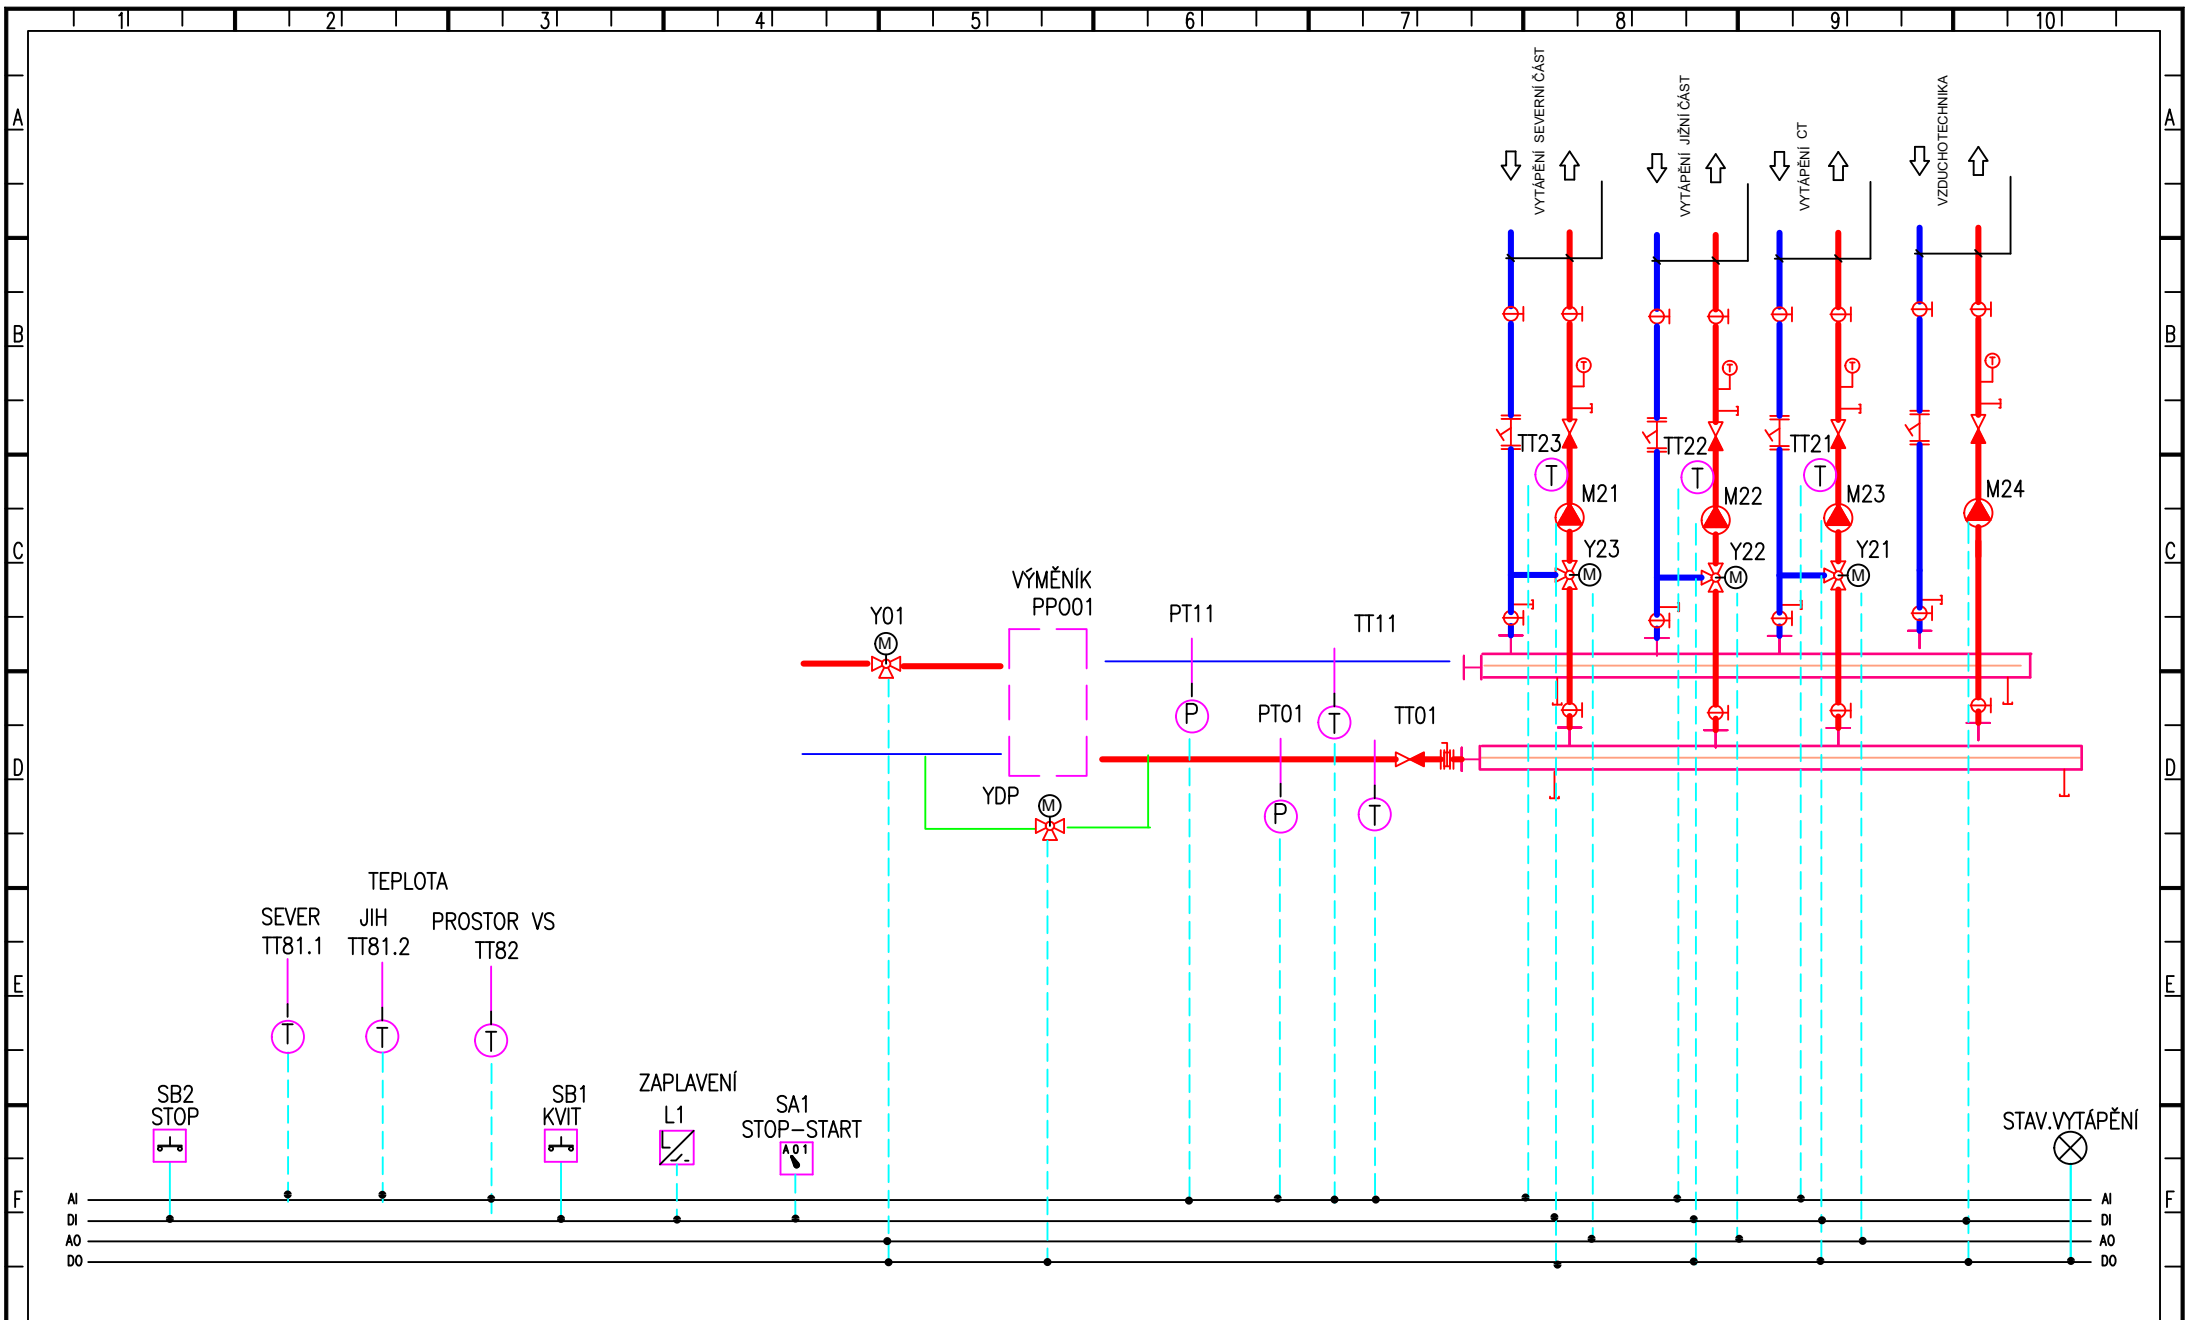 1 2 3 4 5 6 7 8 9 10
VYTÁPĚNÍ SEVERNÍ ČÁST
VYTÁPĚNÍ JIŽNÍ ČÁST
VYTÁPĚNÍ CT
VZDUCHOTECHNIKA
A A
B B
T T T T
TT23 TT22 TT21
T T T
M21 M22 M23 M24
C C
Y23 Y22 Y21
M M M
VÝMĚNÍK
PPO01
Y01 PT11 TT11
M
P T
PT01 TT01
D D
YDP M
P T
TEPLOTA
SEVER JIH PROSTOR VS
TT81.1 TT81.2 TT82
E E
T T T
SB2
STOP
SB1
KVIT
ZAPLAVENÍ
L1
L
SA1
STOP-START
A 0 1
STAV.VYTÁPĚNÍ
F F
AI AI
DI DI
AO AO
DO DO